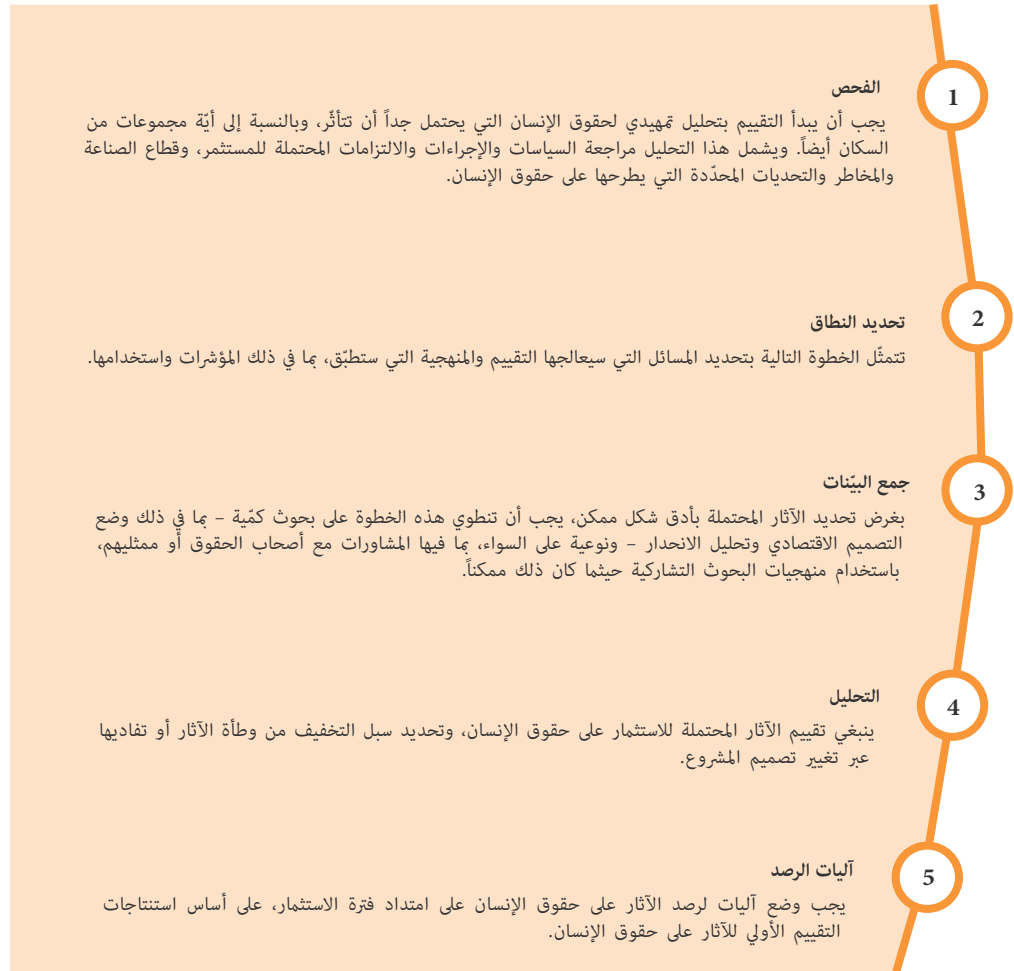 1
الفحص
يجب أن يبدأ التقييم بتحليل تمهيدي لحقوق الإنسان التي يحتمل جداً أن تتأثّر، وبالنسبة إلى أيّة مجموعات من
السكان أيضاً. ويشمل هذا التحليل مراجعة السياسات والإجراءات والالتزامات المحتملة للمستثمر، وقطاع الصناعة
والمخاطر والتحديات المحدّدة التي يطرحها على حقوق الإنسان.
2
تحديد النطاق
تتمثّل الخطوة التالية بتحديد المسائل التي سيعالجها التقييم والمنهجية التي ستطبّق، بما في ذلك المؤشرات واستخدامها.
3
جمع البيّنات
بغرض تحديد الآثار المحتملة بأدق شكل ممكن، يجب أن تنطوي هذه الخطوة على بحوث كمّية – بما في ذلك وضع
التصميم الاقتصادي وتحليل الانحدار – ونوعية على السواء، بما فيها المشاورات مع أصحاب الحقوق أو ممثليهم،
باستخدام منهجيات البحوث التشاركية حيثما كان ذلك ممكناً.
4
التحليل
ينبغي تقييم الآثار المحتملة للاستثمار على حقوق الإنسان، وتحديد سبل التخفيف من وطأة الآثار أو تفاديها
عبر تغيير تصميم المشروع.
5
آليات الرصد
يجب وضع آليات لرصد الآثار على حقوق الإنسان على امتداد فترة الاستثمار، على أساس استنتاجات
التقييم الأولي للآثار على حقوق الإنسان.